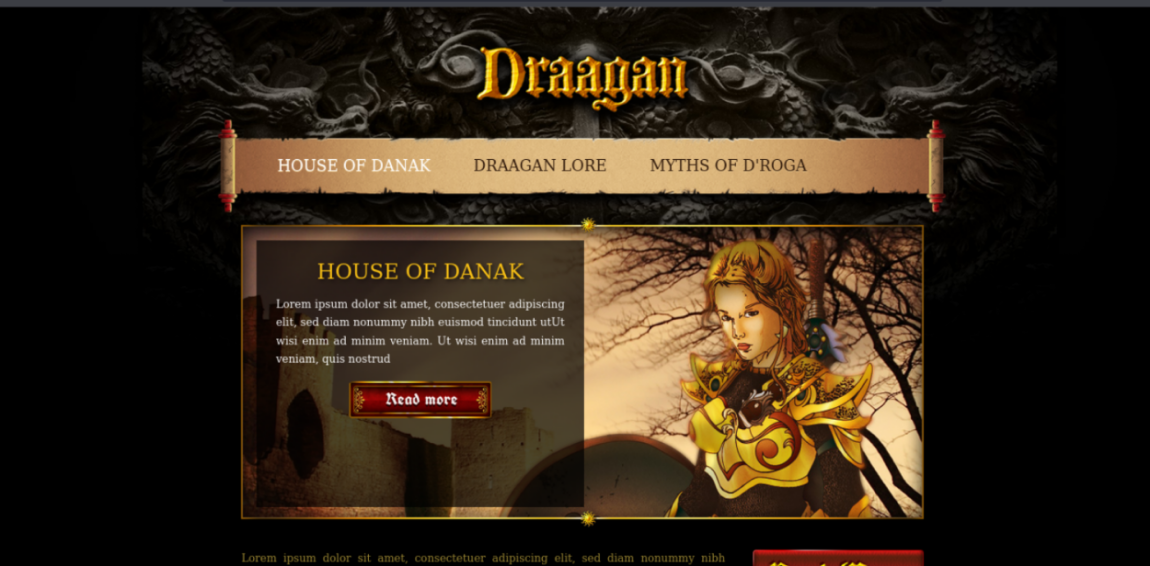 Draagan
HOUSE OF DANAK DRAAGAN LORE MYTHS OF D'ROGA
HOUSE OF DANAK
Lorem ipsum dolor sit amet, consectetuer adipiscing
elit, sed diam nonummy nibh euismod tincidunt utUt
wisi enim ad minim veniam. Ut wisi enim ad minim
veniam, quis nostrud
Read more
Lorem ipsum dolor sit amet, consectetuer adipiscing elit, sed diam nonummy nibh